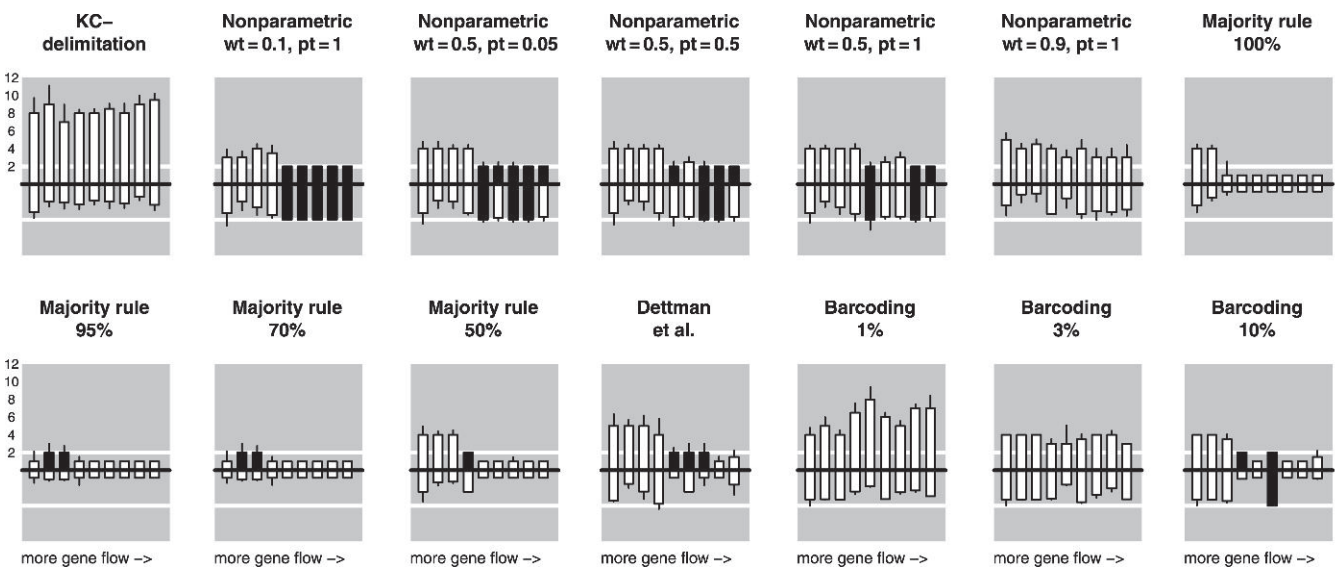 KC–
delimitation
Nonparametric
wt = 0.1, pt = 1
Nonparametric
wt = 0.5, pt = 0.05
Nonparametric
wt = 0.5, pt = 0.5
Nonparametric
wt = 0.5, pt = 1
Nonparametric
wt = 0.9, pt = 1
Majority rule
100%
12
10
8
6
4
2
Majority rule
95%
Majority rule
70%
Majority rule
50%
Dettman
et al.
Barcoding
1%
Barcoding
3%
Barcoding
10%
12
10
8
6
4
2
more gene flow –>
more gene flow –>
more gene flow –>
more gene flow –>
more gene flow –>
more gene flow –>
more gene flow –>